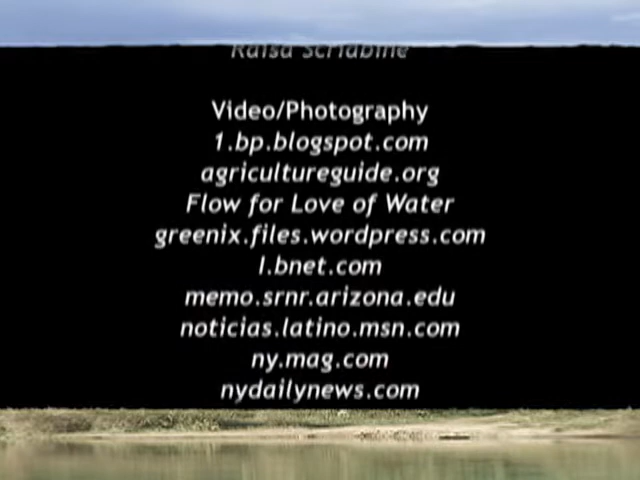 Raisa Scriabine
Video/Photography
1.bp.blogspot.com
agricultureguide.org
Flow for Love of Water
greenix.files.wordpress.com
I.bnet.com
memo.srnr.arizona.edu
noticias.latino.msn.com
ny.mag.com
nydailynews.com